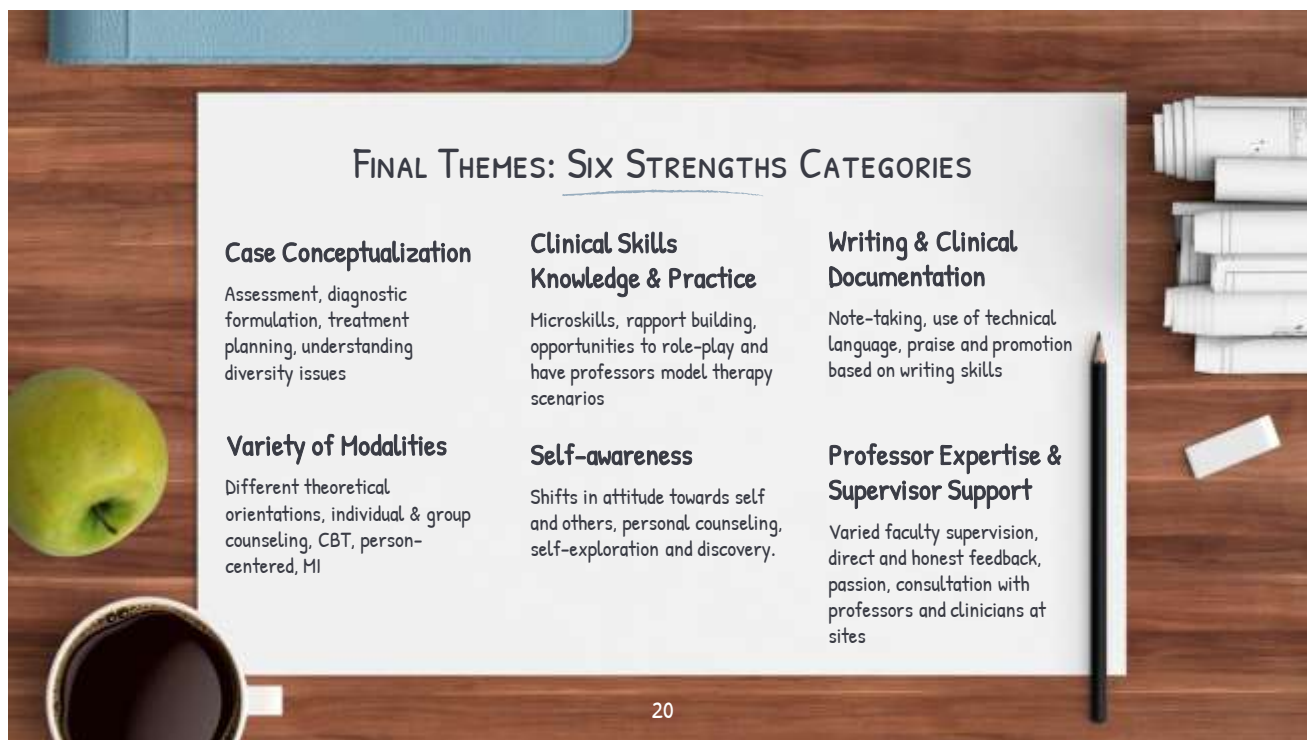 Final Themes: Six Strengths Categories
Case Conceptualization
Assessment, diagnostic
formulation, treatment
planning, understanding
diversity issues
Clinical Skills
Knowledge & Practice
Microskills, rapport building,
opportunities to role-play and
have professors model therapy
scenarios
Writing & Clinical
Documentation
Note-taking, use of technical
language, praise and promotion
based on writing skills
Variety of Modalities
Different theoretical
orientations, individual & group
counseling, CBT, person-
centered, MI
Self-awareness
Shifts in attitude towards self
and others, personal counseling,
self-exploration and discovery.
Professor Expertise &
Supervisor Support
Varied faculty supervision,
direct and honest feedback,
passion, consultation with
professors and clinicians at
sites
20